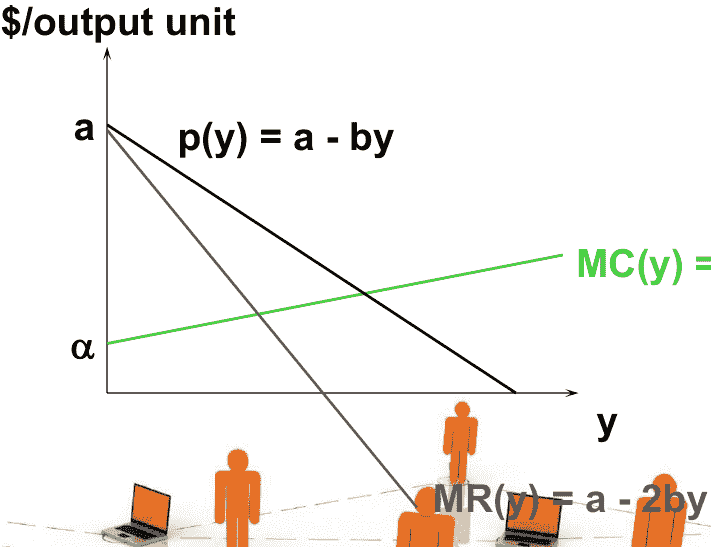 $/output unit
a
p(y) = a - by
MC(y) =
α
y
MR(y) = a - 2by